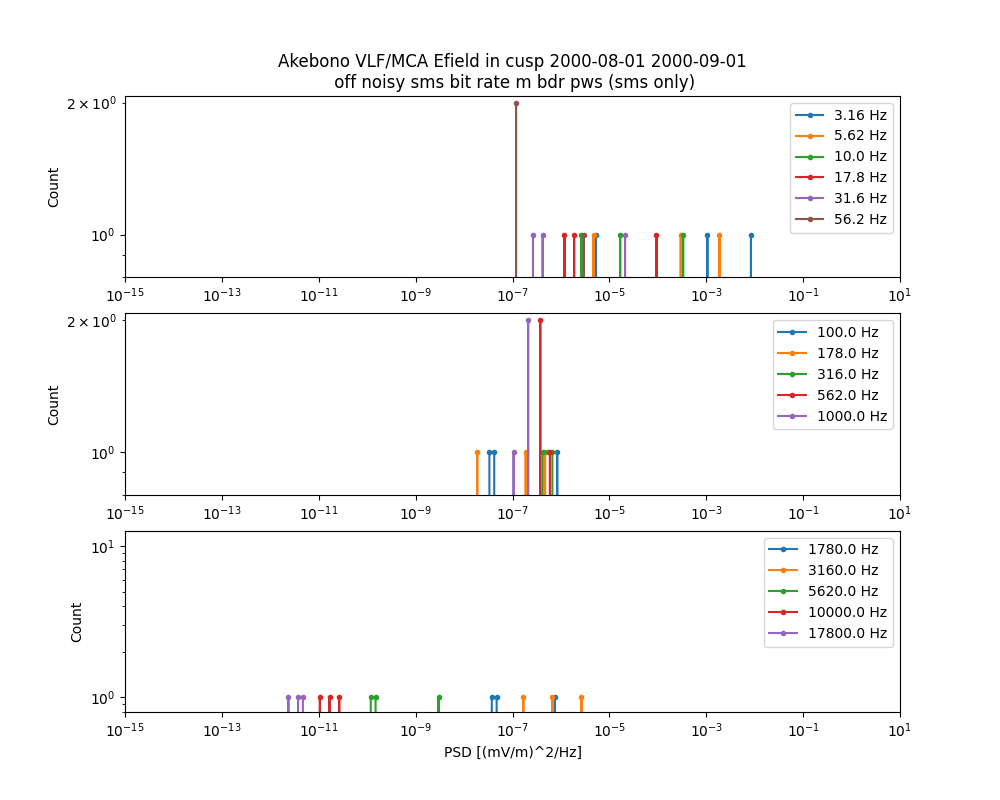 Akebono VLF/MCA Efield in cusp 2000-08-01 2000-09-01
off noisy sms bit rate m bdr pws (sms only)
2 × 10^0
10^0
Count
3.16 Hz
5.62 Hz
10.0 Hz
17.8 Hz
31.6 Hz
56.2 Hz
10^-15 10^-13 10^-11 10^-9 10^-7 10^-5 10^-3 10^-1 10^1
2 × 10^0
10^0
Count
100.0 Hz
178.0 Hz
316.0 Hz
562.0 Hz
1000.0 Hz
10^-15 10^-13 10^-11 10^-9 10^-7 10^-5 10^-3 10^-1 10^1
10^1
10^0
Count
1780.0 Hz
3160.0 Hz
5620.0 Hz
10000.0 Hz
17800.0 Hz
10^-15 10^-13 10^-11 10^-9 10^-7 10^-5 10^-3 10^-1 10^1
PSD [(mV/m)^2/Hz]